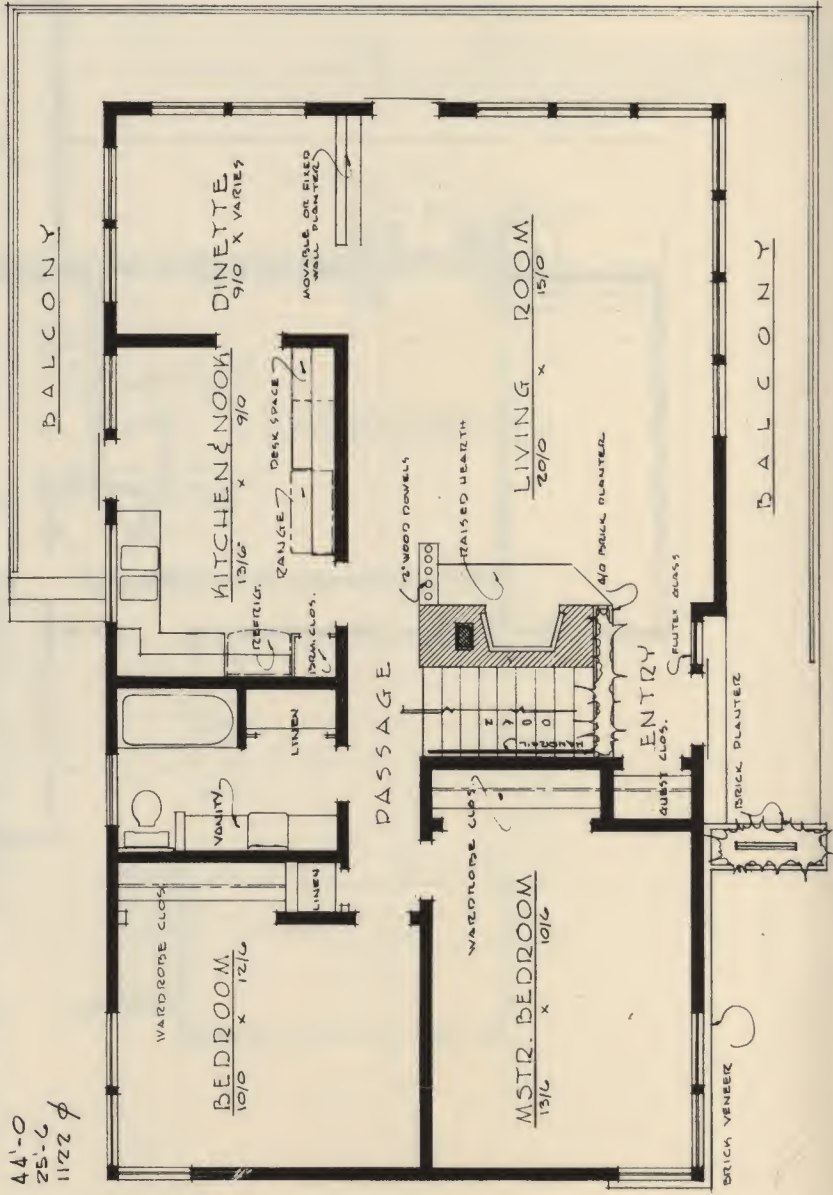 44'-0
25'-6
1122 ⌀
BALCONY
WARDROBE CLOS.
BEDROOM
10/0 x 12/6
LINEN
VANITY
LINEN
KITCHEN & NOOK
13/6 x 9/0
REFRIG.
BRM. CLOS.
RANGE
DESK SPACE
DINETTE
9/0 x VARIES
MOVABLE OR FIXED
WALL PLANTER
PASSAGE
MSTR. BEDROOM
13/6 x 10/6
WARDROBE CLOS.
2" WOOD DOWELS
RAISED HEARTH
4/0 BRICK PLANTER
LIVING ROOM
20/0 x 15/0
ENTRY
GUEST CLOS.
FLUTEX GLASS
BRICK PLANTER
BRICK VENEER
BALCONY